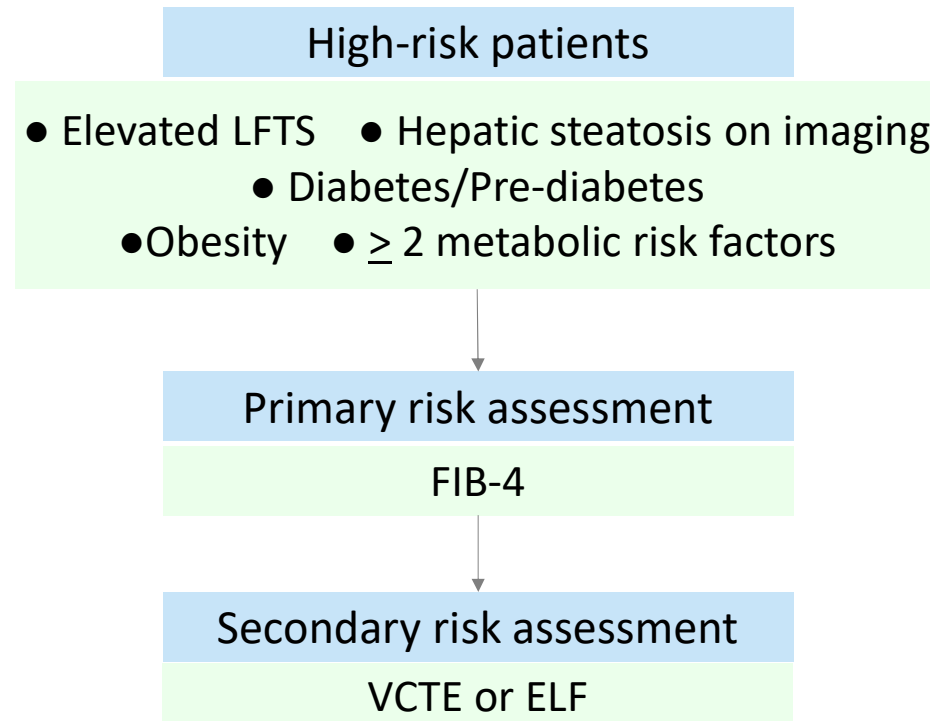 High-risk patients
● Elevated LFTS ● Hepatic steatosis on imaging
● Diabetes/Pre-diabetes
●Obesity ● ≥ 2 metabolic risk factors
Primary risk assessment
FIB-4
Secondary risk assessment
VCTE or ELF